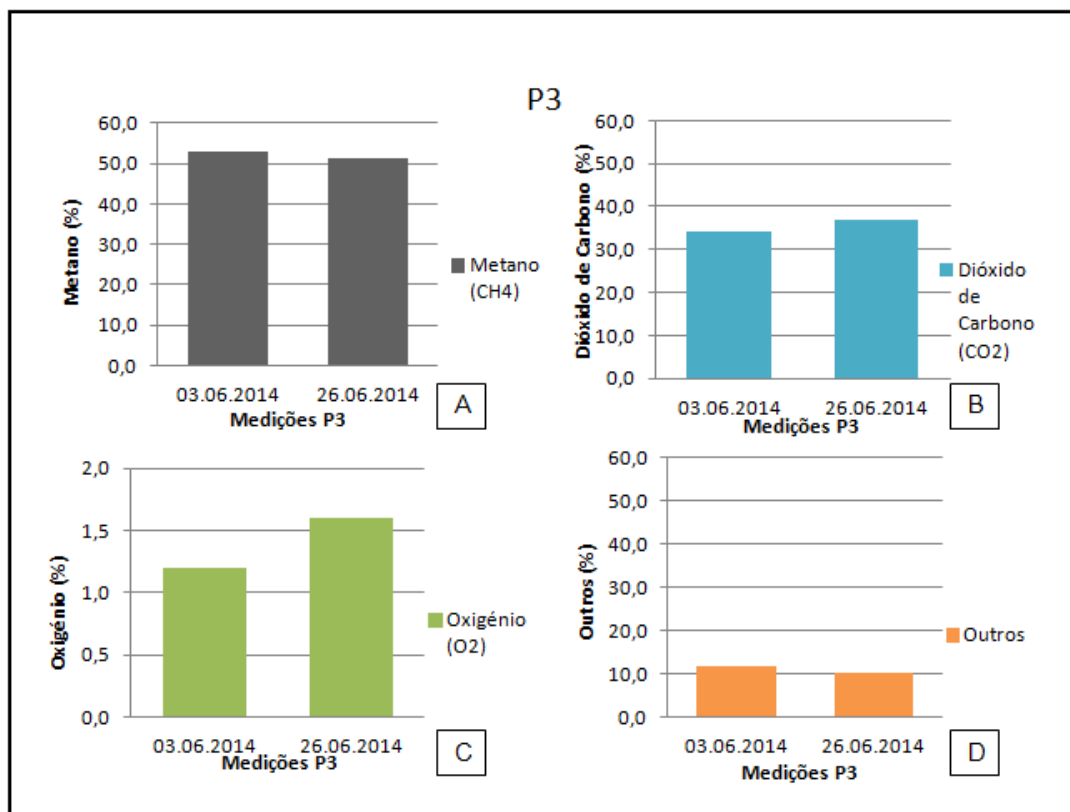 P3
60,0
50,0
40,0
30,0
20,0
10,0
0,0
Metano (%)
03.06.2014 26.06.2014
Medições P3
Metano
(CH4)
A
60,0
50,0
40,0
30,0
20,0
10,0
0,0
Dióxido de Carbono (%)
03.06.2014 26.06.2014
Medições P3
Dióxido
de
Carbono
(CO2)
B
2,0
1,5
1,0
0,5
0,0
Oxigénio (%)
03.06.2014 26.06.2014
Medições P3
Oxigénio
(O2)
C
60,0
50,0
40,0
30,0
20,0
10,0
0,0
Outros (%)
03.06.2014 26.06.2014
Medições P3
Outros
D